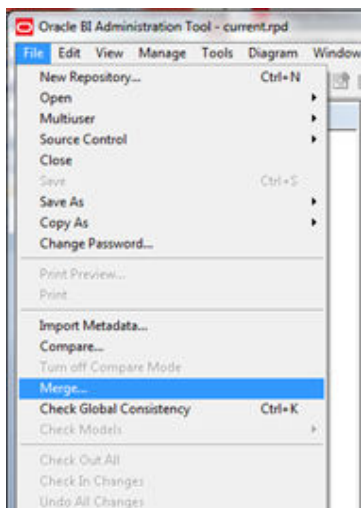 Oracle BI Administration Tool - current.rpd
File Edit View Manage Tools Diagram Window
New Repository... Ctrl+N
Open
Multiuser
Source Control
Close
Save Ctrl+S
Save As
Copy As
Change Password...
Print Preview...
Print
Import Metadata...
Compare...
Turn off Compare Mode
Merge...
Check Global Consistency Ctrl+K
Check Models
Check Out All
Check In Changes
Undo All Changes